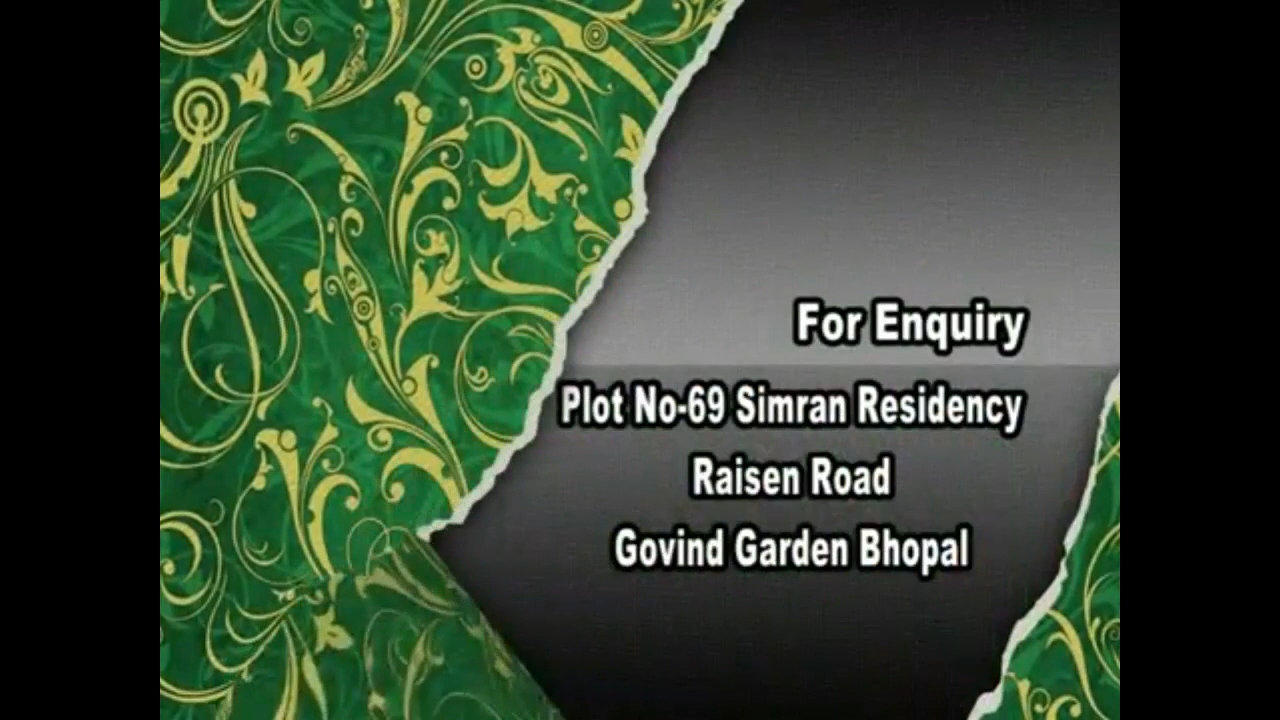 For Enquiry
Plot No-69 Simran Residency
Raisen Road
Govind Garden Bhopal